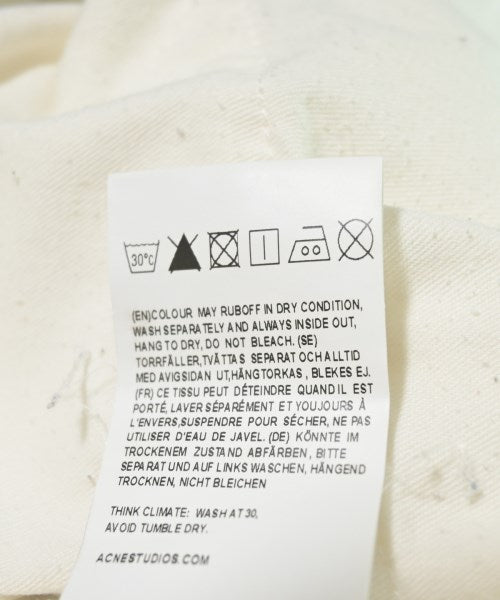 30°C
(EN)COLOUR MAY RUBOFF IN DRY CONDITION,
WASH SEPARATELY AND ALWAYS INSIDE OUT,
HANG TO DRY, DO NOT BLEACH. (SE)
TORRFÄLLER,TVÄTTAS SEPARAT OCH ALLTID
MED AVIGSIDAN UT,HÄNGTORKAS , BLEKES EJ.
(FR) CE TISSU PEUT DÉTEINDRE QUAND IL EST
PORTÉ, LAVER SÉPARÉMENT ET TOUJOURS À
L'ENVERS,SUSPENDRE POUR SÉCHER, NE PAS
UTILISER D'EAU DE JAVEL. (DE) KÖNNTE IM
TROCKENEM ZUSTAND ABFÄRBEN, BITTE
SEPARAT UND AUF LINKS WASCHEN, HÄNGEND
TROCKNEN, NICHT BLEICHEN
THINK CLIMATE: WASH AT 30,
AVOID TUMBLE DRY.
ACNESTUDIOS.COM